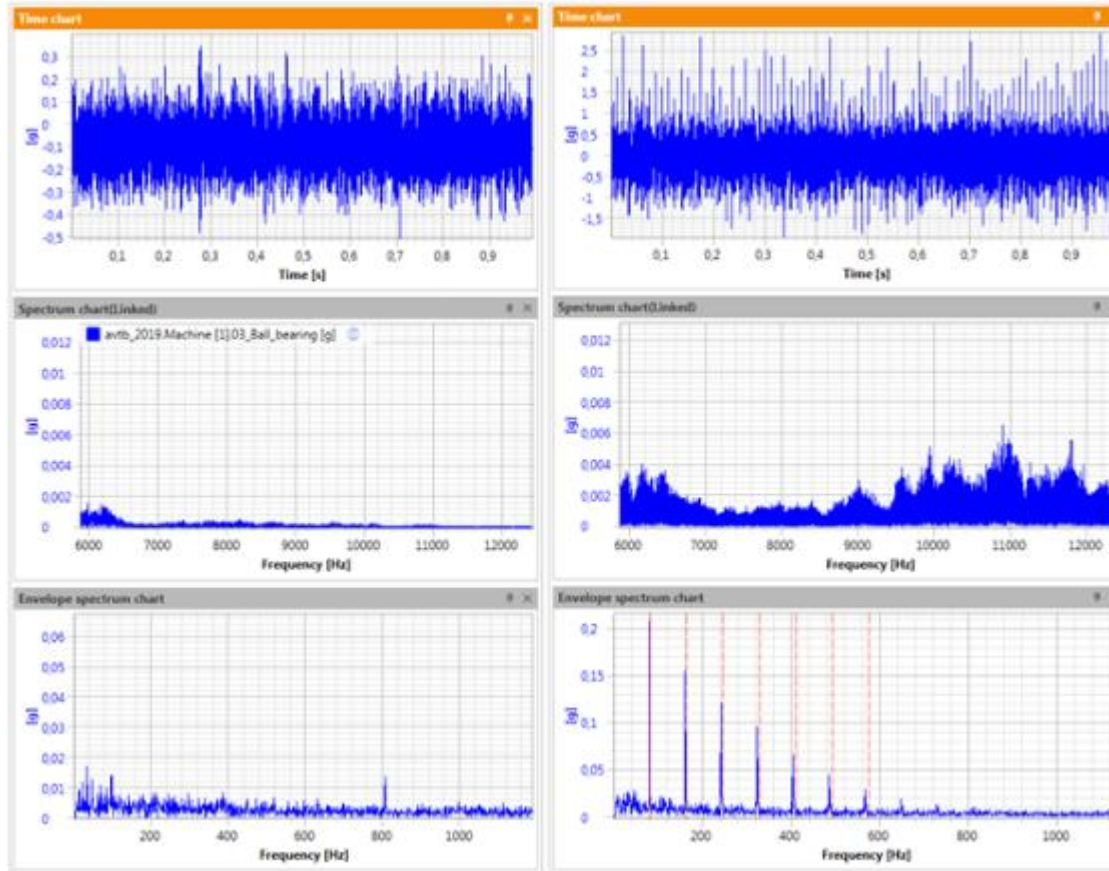 Time chart
[g]
0,3
0,2
0,1
0
-0,1
-0,2
-0,3
-0,4
-0,5
0,1 0,2 0,3 0,4 0,5 0,6 0,7 0,8 0,9
Time [s]
Time chart
[g]
2,5
2
1,5
1
0,5
0
-0,5
-1
-1,5
0,1 0,2 0,3 0,4 0,5 0,6 0,7 0,8 0,9
Time [s]
Spectrum chart(Linked)
avtb_2019.Machine [1].03_Ball_bearing [g]
[g]
0,012
0,01
0,008
0,006
0,004
0,002
0
6000 7000 8000 9000 10000 11000 12000
Frequency [Hz]
Spectrum chart(Linked)
[g]
0,012
0,01
0,008
0,006
0,004
0,002
0
6000 7000 8000 9000 10000 11000 12000
Frequency [Hz]
Envelope spectrum chart
[g]
0,06
0,05
0,04
0,03
0,02
0,01
0
200 400 600 800 1000
Frequency [Hz]
Envelope spectrum chart
[g]
0,2
0,15
0,1
0,05
0
200 400 600 800 1000
Frequency [Hz]